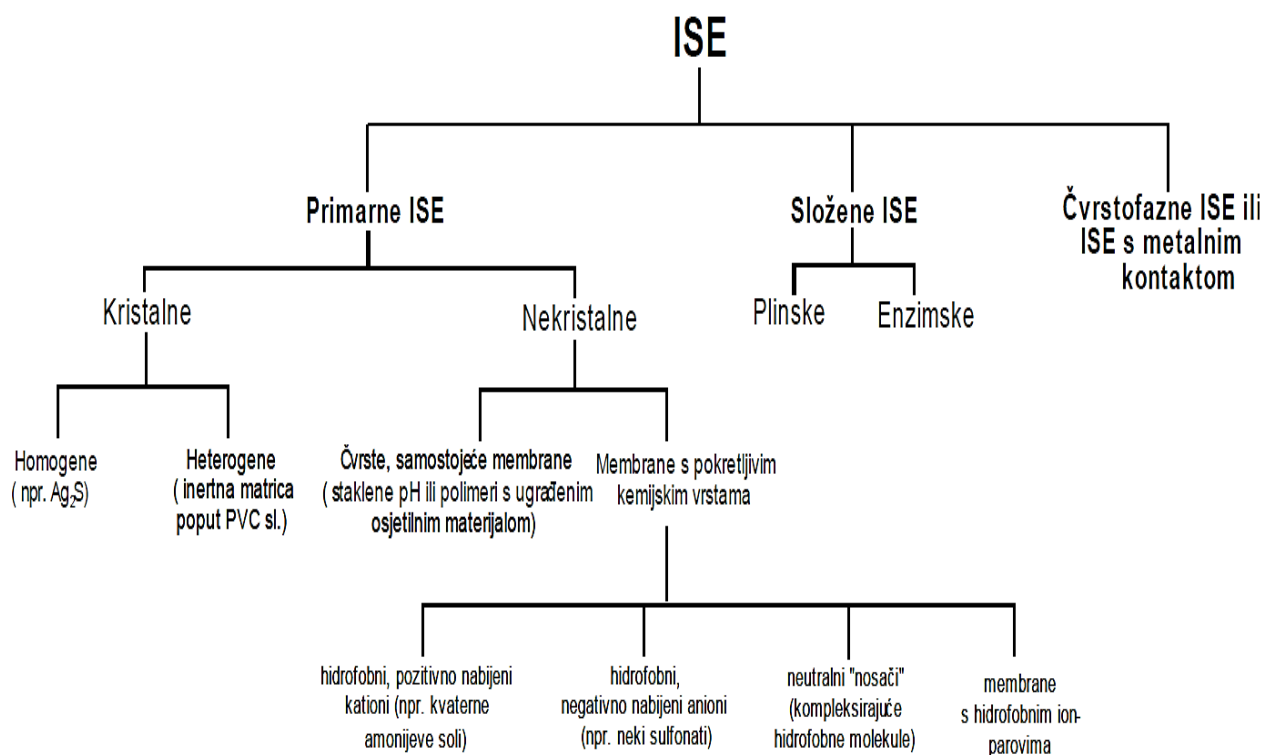 ISE
Primarne ISE
Složene ISE
Čvrstofazne ISE ili
ISE s metalnim
kontaktom
Kristalne
Nekristalne
Plinske
Enzimske
Homogene
( npr. Ag₂S)
Heterogene
( inertna matrica
poput PVC sl.)
Čvrste, samostojeće membrane
( staklene pH ili polimeri s ugrađenim
osjetilnim materijalom)
Membrane s pokretljivim
kemijskim vrstama
hidrofobni, pozitivno nabijeni
kationi (npr. kvaterne
amonijeve soli)
hidrofobni,
negativno nabijeni anioni
(npr. neki sulfonati)
neutralni "nosači"
(kompleksirajuće
hidrofobne molekule)
membrane
s hidrofobnim ion-
parovima